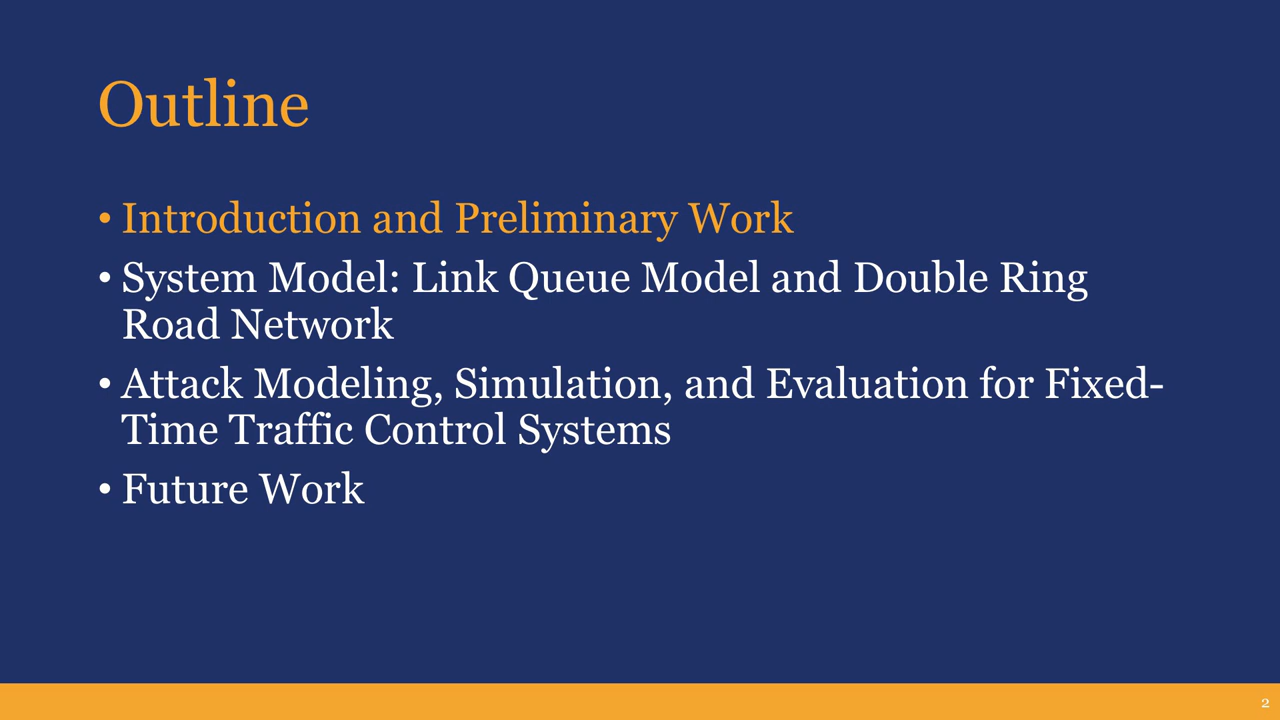 Outline
• Introduction and Preliminary Work
• System Model: Link Queue Model and Double Ring
Road Network
• Attack Modeling, Simulation, and Evaluation for Fixed-
Time Traffic Control Systems
• Future Work
2